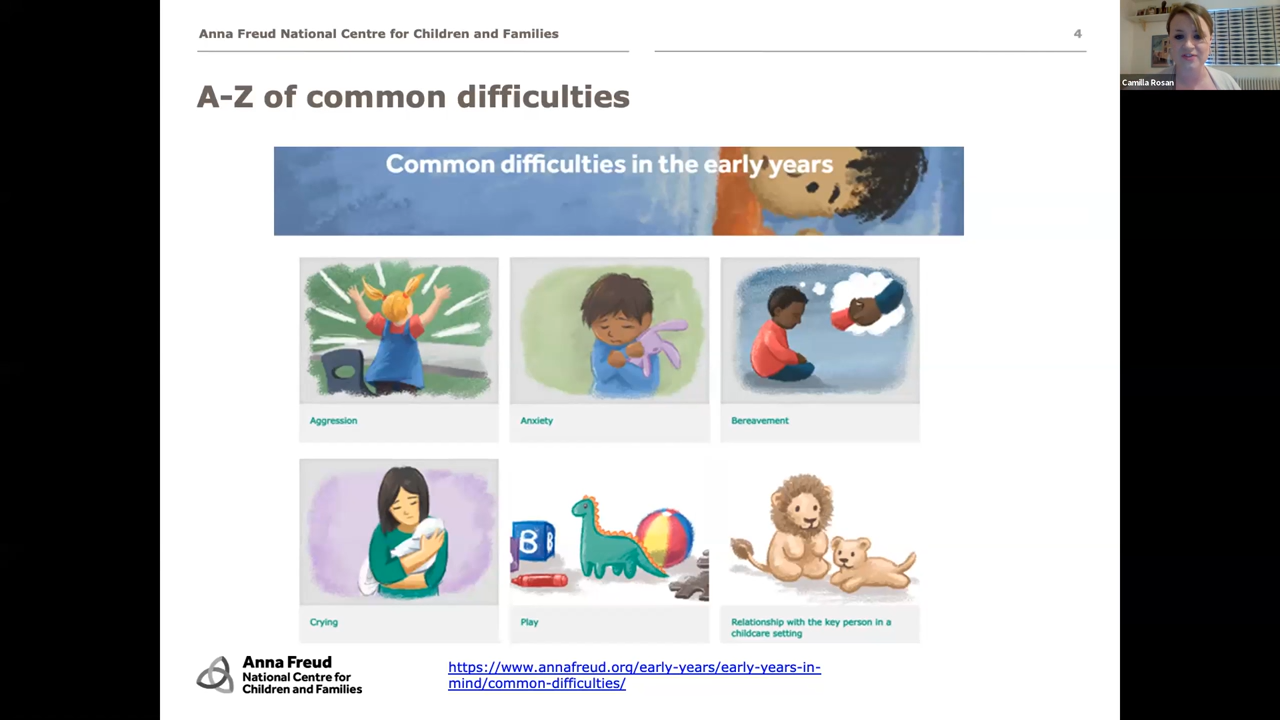 Anna Freud National Centre for Children and Families
4
Camilla Rosan
A-Z of common difficulties
Common difficulties in the early years
Aggression
Anxiety
Bereavement
B
B
Crying
Play
Relationship with the key person in a
childcare setting
Anna Freud
National Centre for
Children and Families
https://www.annafreud.org/early-years/early-years-in-
mind/common-difficulties/